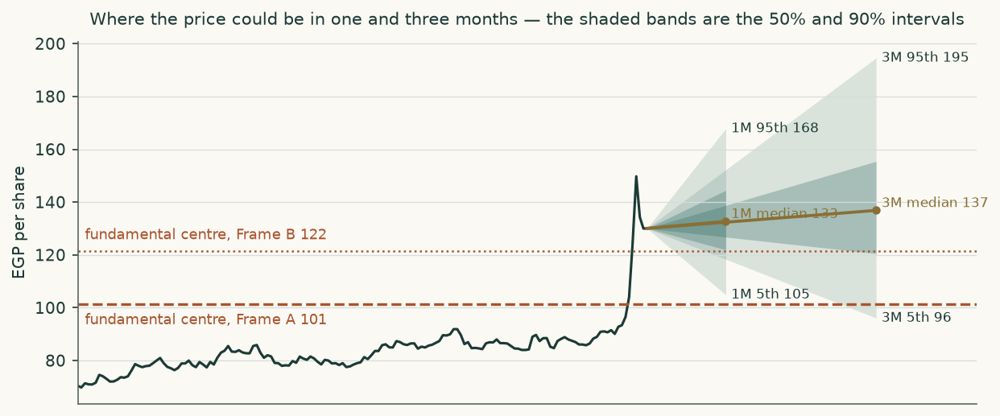 Where the price could be in one and three months — the shaded bands are the 50% and 90% intervals
EGP per share
200
180
160
140
120
100
80
3M 95th 195
1M 95th 168
3M median 137
1M median 133
fundamental centre, Frame B 122
1M 5th 105
3M 5th 96
fundamental centre, Frame A 101